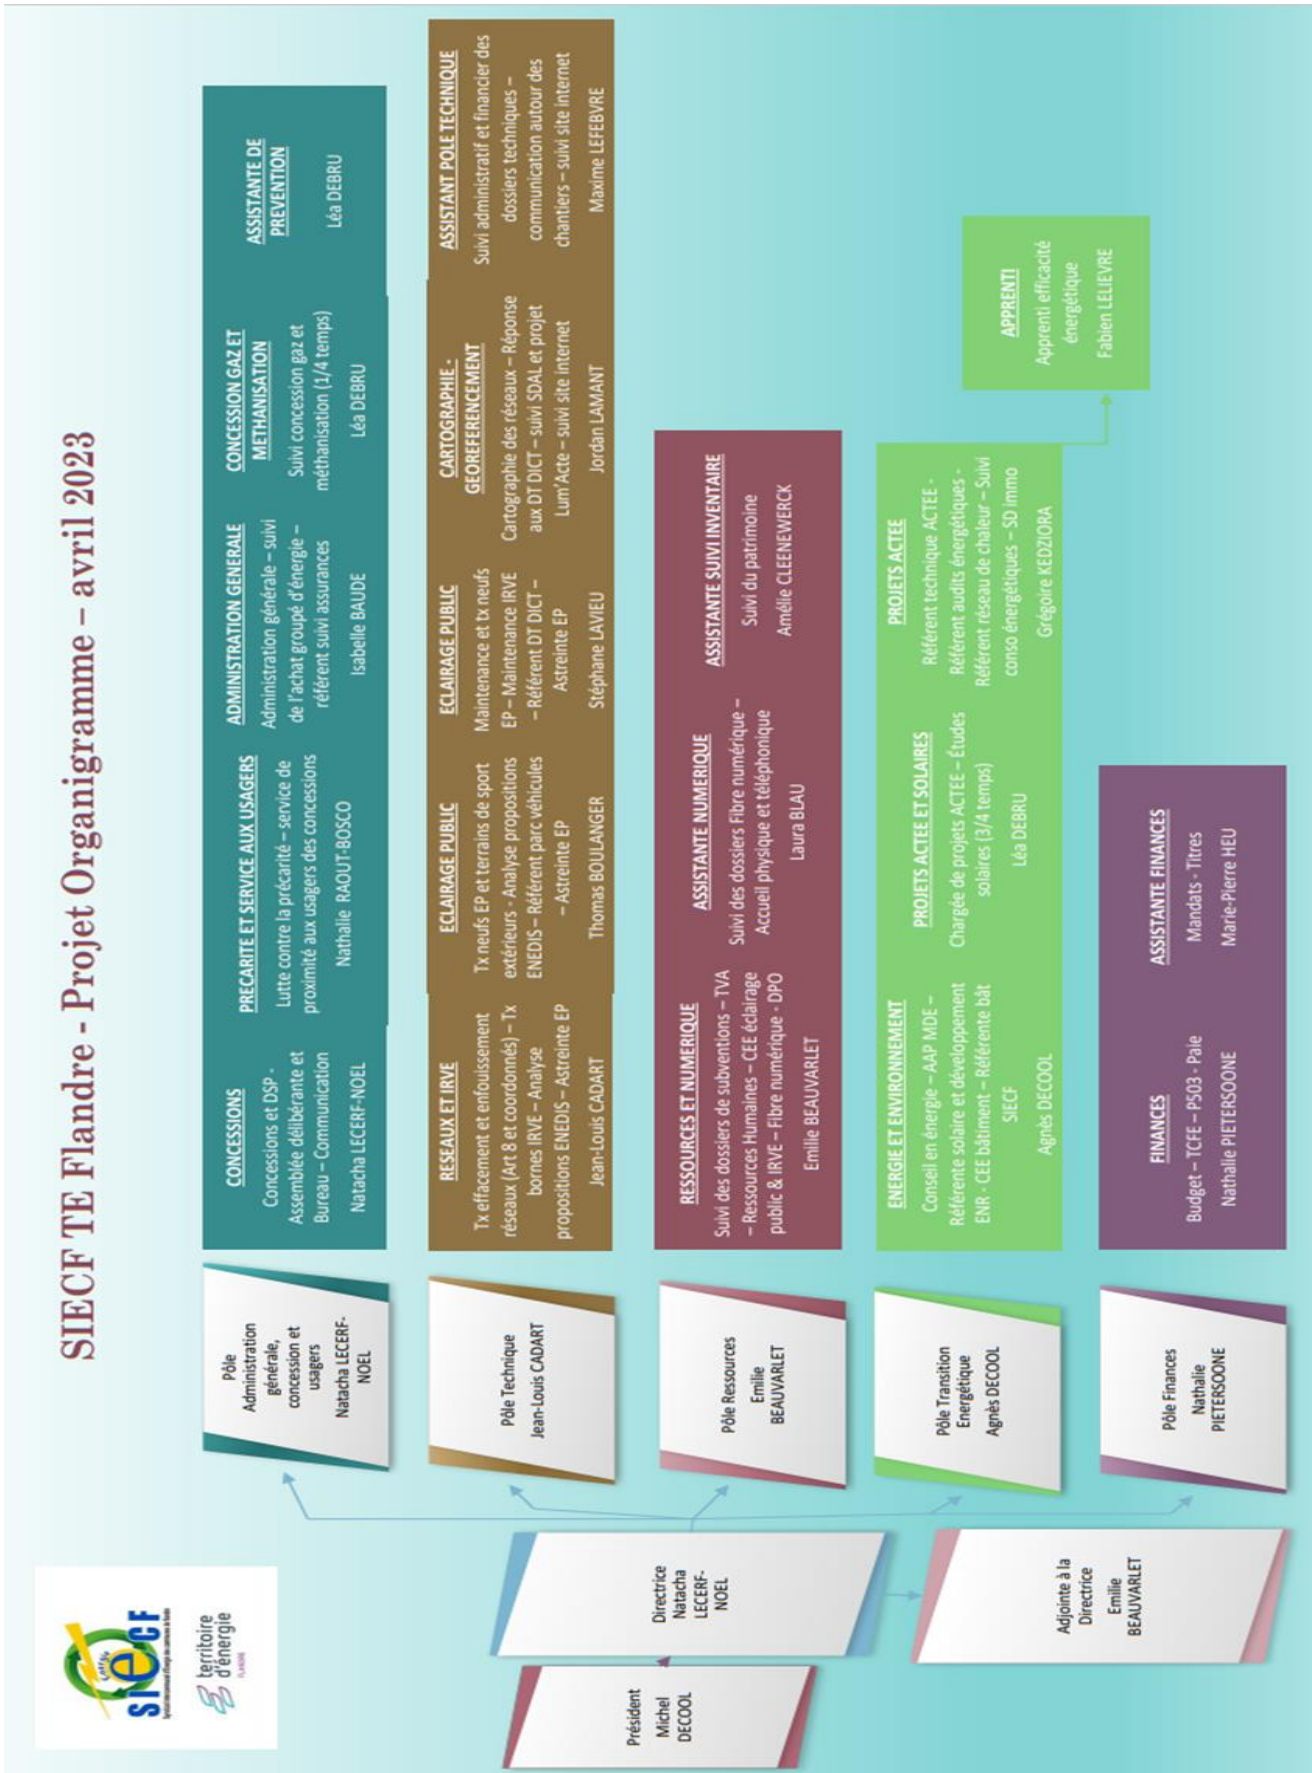 SIECF TE Flandre - Projet Organigramme – avril 2023
SIECF
territoire
d'énergie
FLANDRE
Président
Michel
DECOOL
Directrice
Natacha
LECERF-
NOEL
Adjointe à la
Directrice
Emilie
BEAUVARLET
Pôle
Administration
générale,
concession et
usagers
Natacha LECERF-
NOEL
CONCESSIONS
Concessions et DSP -
Assemblée délibérante et
Bureau – Communication
Natacha LECERF-NOEL
PRECARITE ET SERVICE AUX USAGERS
Lutte contre la précarité – service de
proximité aux usagers des concessions
Nathalie RAOUT-BOSCO
ADMINISTRATION GENERALE
Administration générale – suivi
de l'achat groupé d'énergie –
référent suivi assurances
Isabelle BAUDE
CONCESSION GAZ ET
METHANISATION
Suivi concession gaz et
méthanisation (1/4 temps)
Léa DEBRU
ASSISTANTE DE
PREVENTION
Léa DEBRU
Pôle Technique
Jean-Louis CADART
RESEAUX ET IRVE
Tx effacement et enfouissement
réseaux (Art 8 et coordonnés) – Tx
bornes IRVE – Analyse
propositions ENEDIS – Astreinte EP
Jean-Louis CADART
ECLAIRAGE PUBLIC
Tx neufs EP et terrains de sport
extérieurs - Analyse propositions
ENEDIS – Référent parc véhicules
– Astreinte EP
Thomas BOULANGER
ECLAIRAGE PUBLIC
Maintenance et tx neufs
EP – Maintenance IRVE
– Référent DT DICT –
Astreinte EP
Stéphane LAVIEU
CARTOGRAPHIE -
GEOREFERENCEMENT
Cartographie des réseaux – Réponse
aux DT DICT – suivi SDAL et projet
Lum'Acte – suivi site internet
Jordan LAMANT
ASSISTANT POLE TECHNIQUE
Suivi administratif et financier des
dossiers techniques –
communication autour des
chantiers – suivi site internet
Maxime LEFEBVRE
Pôle Ressources
Emilie
BEAUVARLET
RESSOURCES ET NUMERIQUE
Suivi des dossiers de subventions – TVA
– Ressources Humaines – CEE éclairage
public & IRVE – Fibre numérique - DPO
Emilie BEAUVARLET
ASSISTANTE NUMERIQUE
Suivi des dossiers Fibre numérique –
Accueil physique et téléphonique
Laura BLAU
ASSISTANTE SUIVI INVENTAIRE
Suivi du patrimoine
Amélie CLEENEWERCK
Pôle Transition
Energétique
Agnès DECOOL
ENERGIE ET ENVIRONNEMENT
Conseil en énergie – AAP MDE –
Référente solaire et développement
ENR - CEE bâtiment – Référente bât
SIECF
Agnès DECOOL
PROJETS ACTEE ET SOLAIRES
Chargée de projets ACTEE – Études
solaires (3/4 temps)
Léa DEBRU
PROJETS ACTEE
Référent technique ACTEE -
Référent audits énergétiques -
Référent réseau de chaleur – Suivi
conso énergétiques – SD immo
Grégoire KEDZIORA
APPRENTI
Apprenti efficacité
énergétique
Fabien LELIEVRE
Pôle Finances
Nathalie
PIETERSOONE
FINANCES
Budget – TCFE – P503 - Paie
Nathalie PIETERSOONE
ASSISTANTE FINANCES
Mandats - Titres
Marie-Pierre HEU